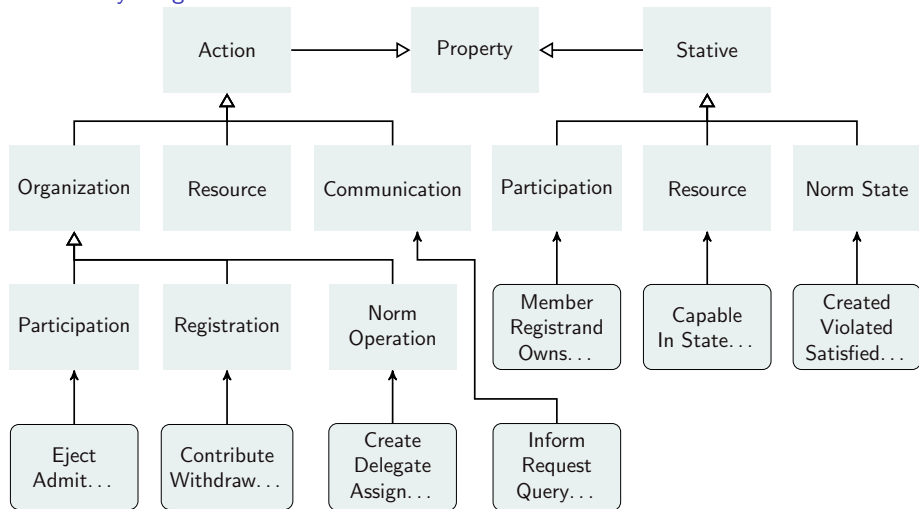 Action
Property
Stative
Organization
Resource
Communication
Participation
Resource
Norm State
Participation
Registration
Norm
Operation
Member
Registrand
Owns...
Capable
In State...
Created
Violated
Satisfied...
Eject
Admit...
Contribute
Withdraw...
Create
Delegate
Assign...
Inform
Request
Query...